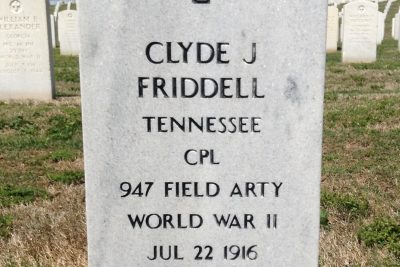 CLYDE J
FRIDDELL
TENNESSEE
CPL
947 FIELD ARTY
WORLD WAR II
JUL 22 1916